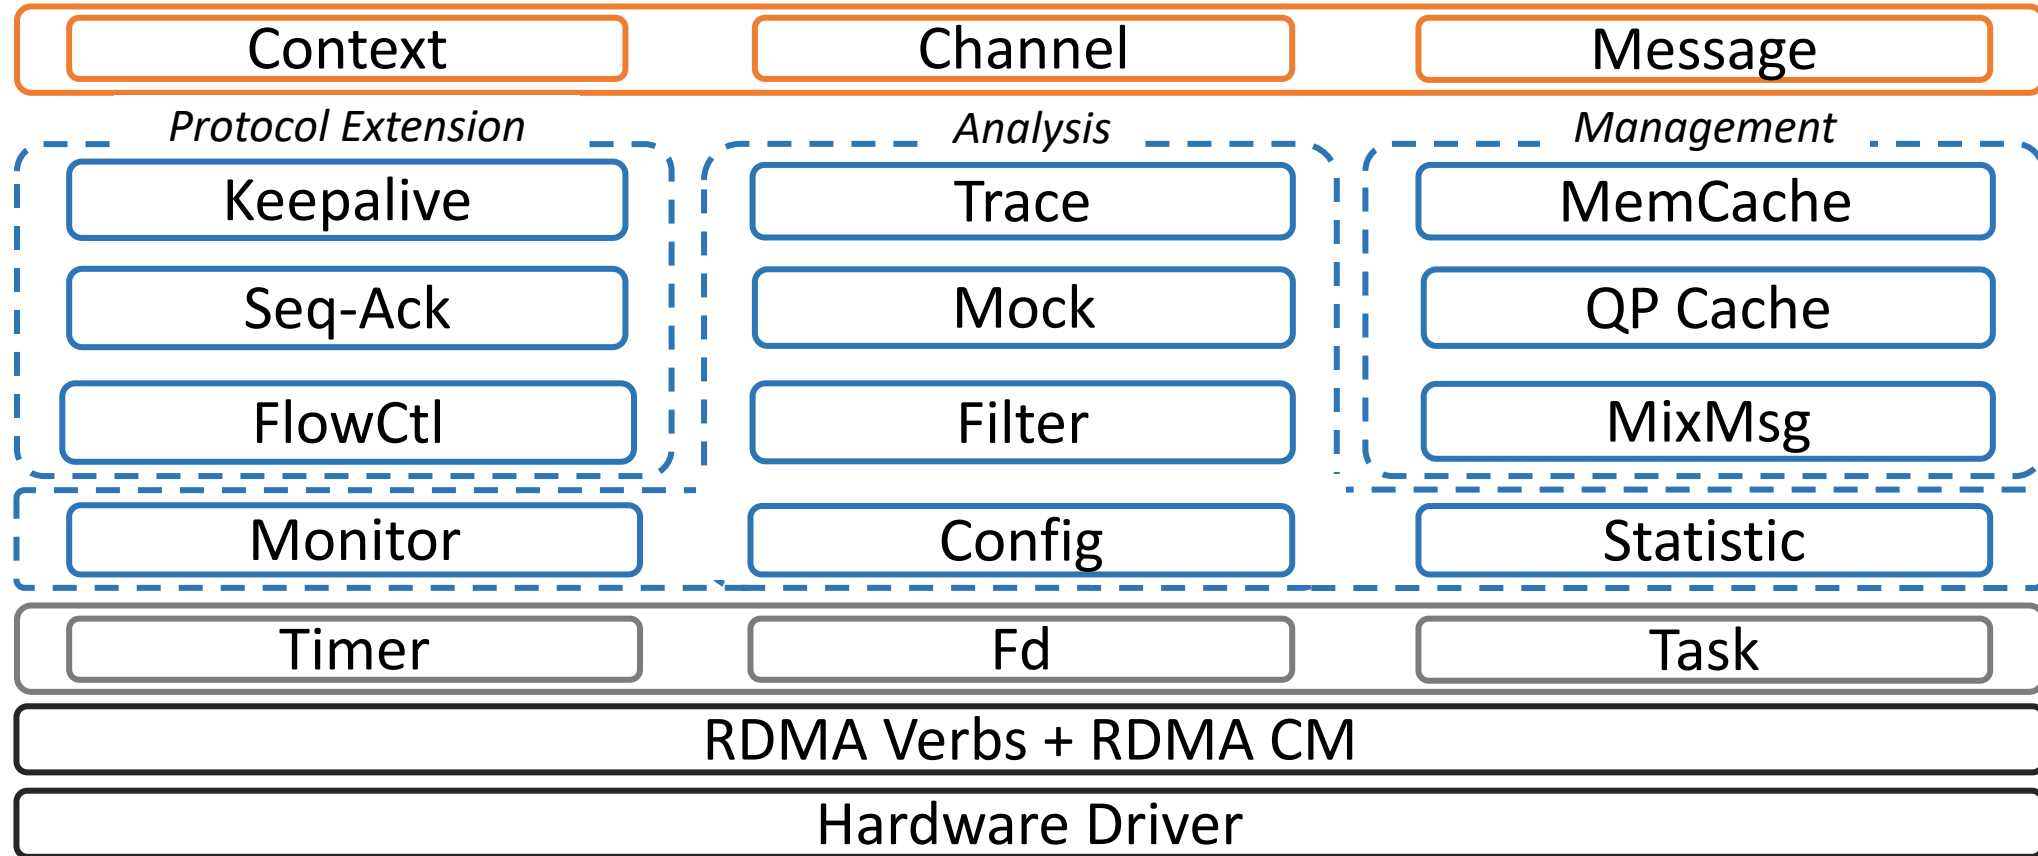 Context Channel Message
Protocol Extension Analysis Management
Keepalive Trace MemCache
Seq-Ack Mock QP Cache
FlowCtl Filter MixMsg
Monitor Config Statistic
Timer Fd Task
RDMA Verbs + RDMA CM
Hardware Driver